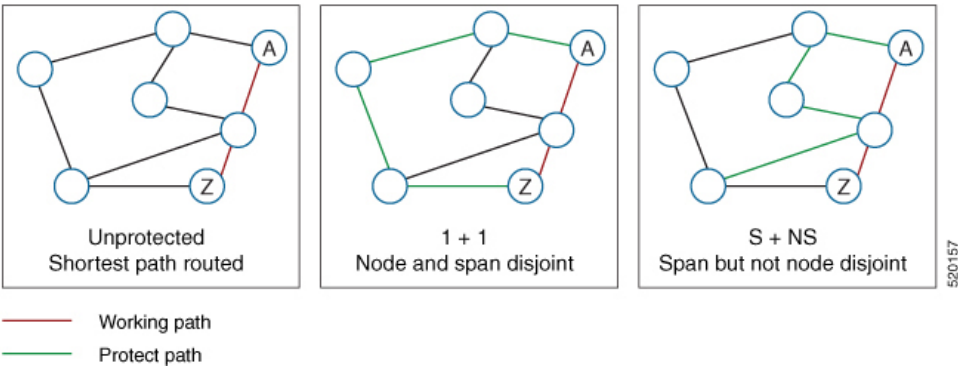 A
Z
Unprotected
Shortest path routed
A
Z
1 + 1
Node and span disjoint
A
Z
S + NS
Span but not node disjoint
520157
Working path
Protect path